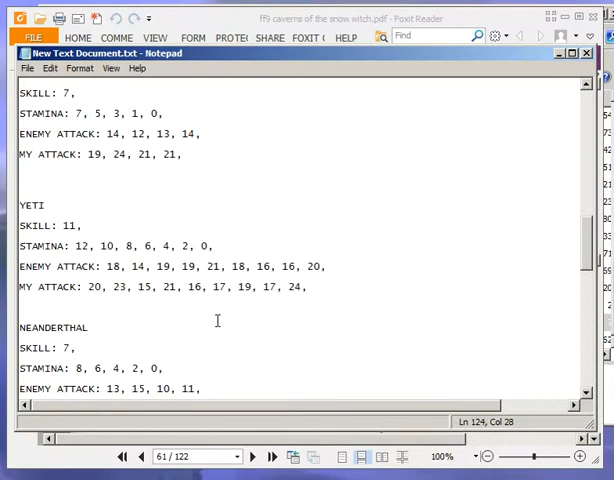 ff9 caverns of the snow witch.pdf - Foxit Reader
FILE HOME COMME VIEW FORM PROTE SHARE FOXIT C HELP Find
New Text Document.txt - Notepad
File Edit Format View Help
SKILL: 7,
STAMINA: 7, 5, 3, 1, 0,
ENEMY ATTACK: 14, 12, 13, 14,
MY ATTACK: 19, 24, 21, 21,
YETI
SKILL: 11,
STAMINA: 12, 10, 8, 6, 4, 2, 0,
ENEMY ATTACK: 18, 14, 19, 19, 21, 18, 16, 16, 20,
MY ATTACK: 20, 23, 15, 21, 16, 17, 19, 17, 24,
NEANDERTHAL
SKILL: 7,
STAMINA: 8, 6, 4, 2, 0,
ENEMY ATTACK: 13, 15, 10, 11,
Ln 124, Col 28
61 / 122 100%